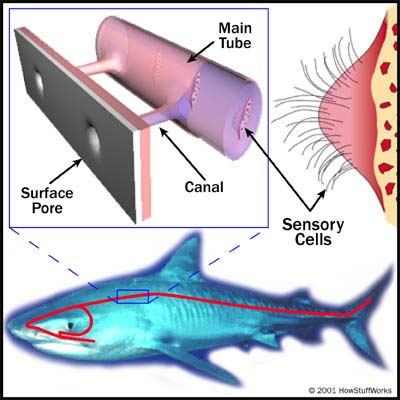 Main
Tube
Surface
Pore
Canal
Sensory
Cells
© 2001 HowStuffWorks